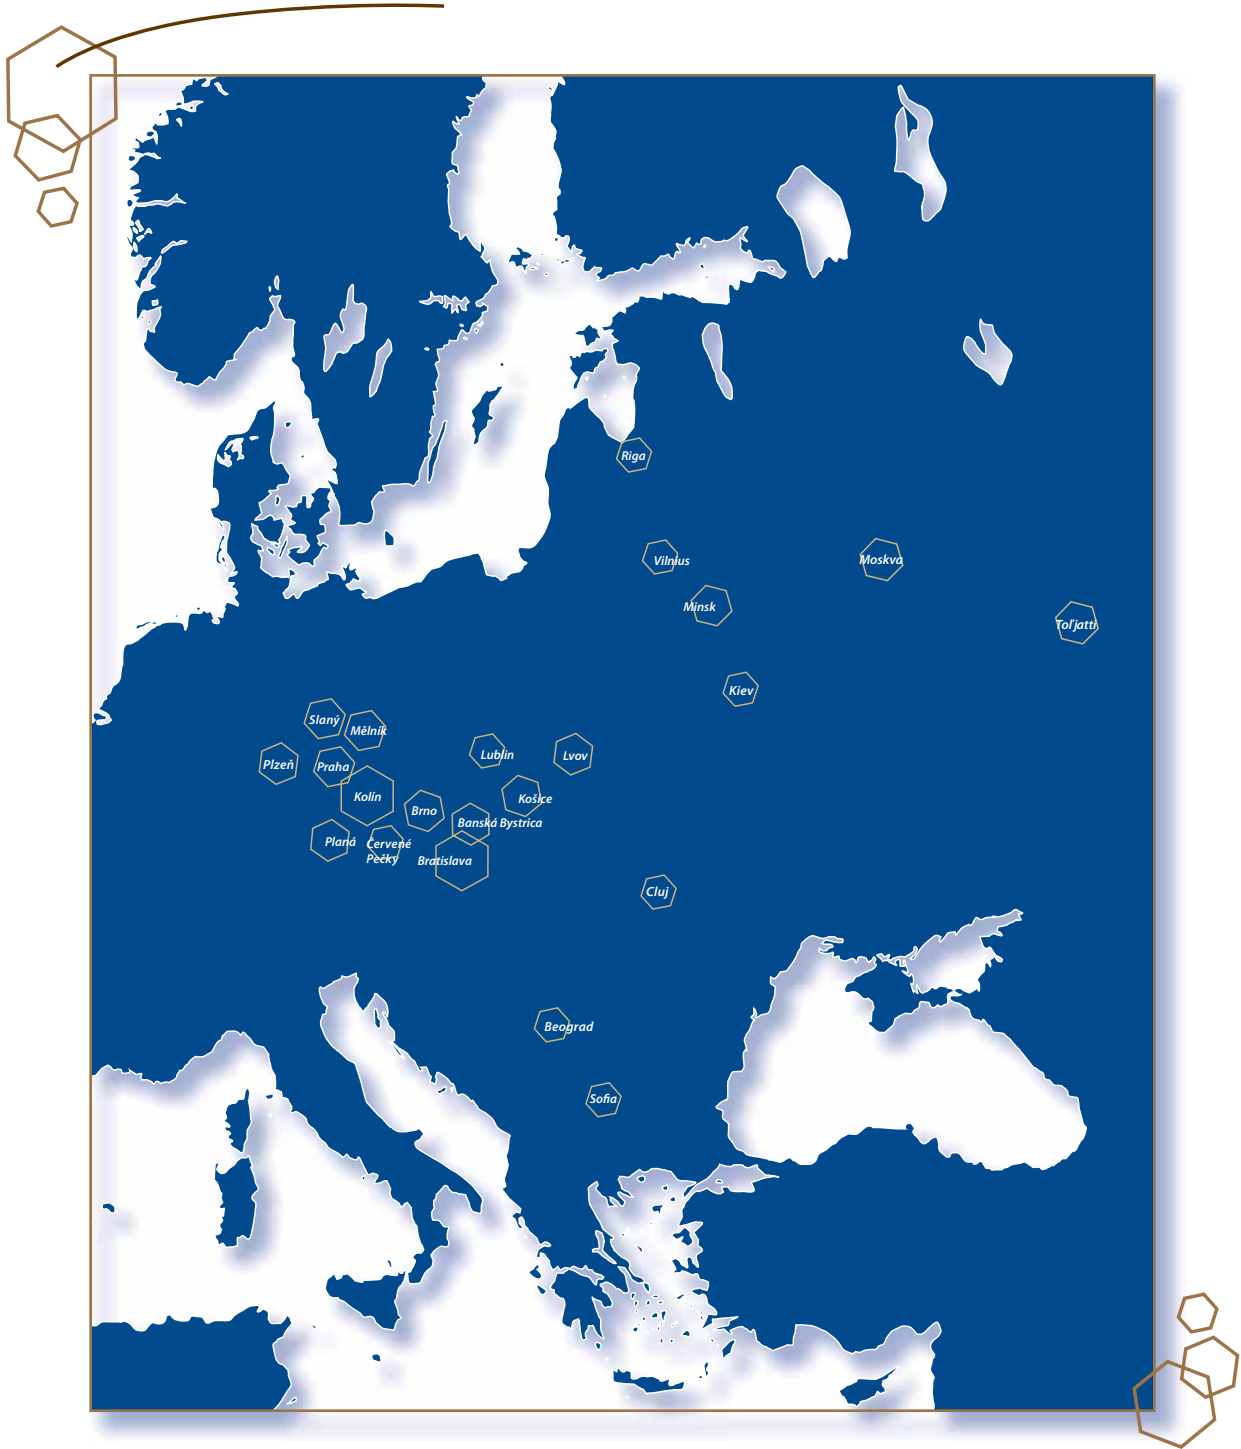 Riga
Vilnius
Moskva
Minsk
Toľjatti
Kiev
Slaný
Mělník
Lublin
Lvov
Plzeň
Praha
Kolín
Košice
Brno
Banská Bystrica
Planá
Červené
Pečky
Bratislava
Cluj
Beograd
Sofia